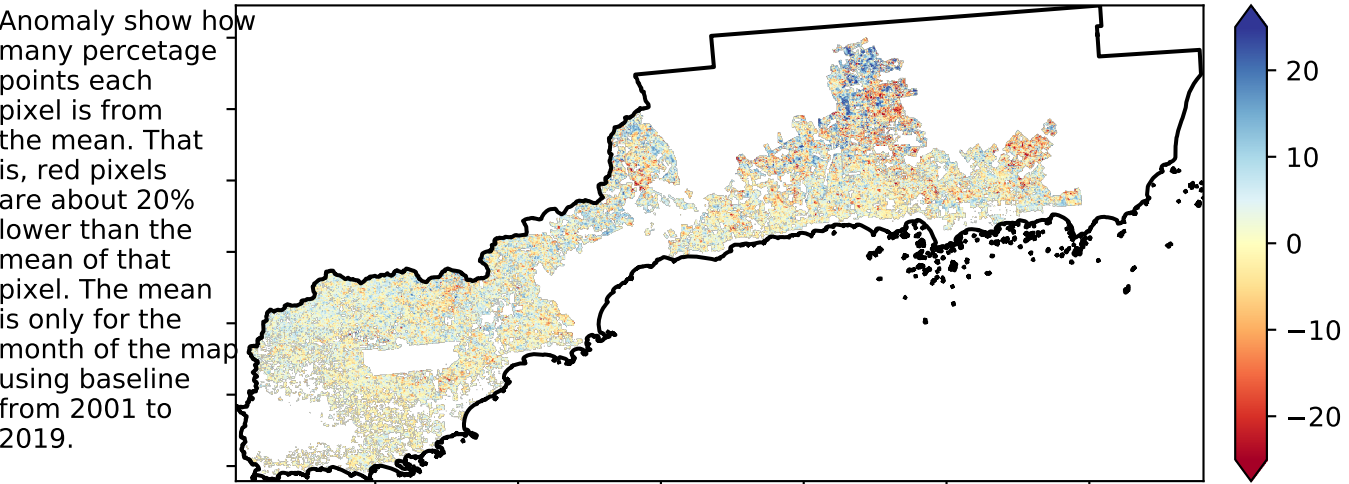 Anomaly show how
many percetage
points each
pixel is from
the mean. That
is, red pixels
are about 20%
lower than the
mean of that
pixel. The mean
is only for the
month of the map
using baseline
from 2001 to
2019.
20
10
0
−10
−20